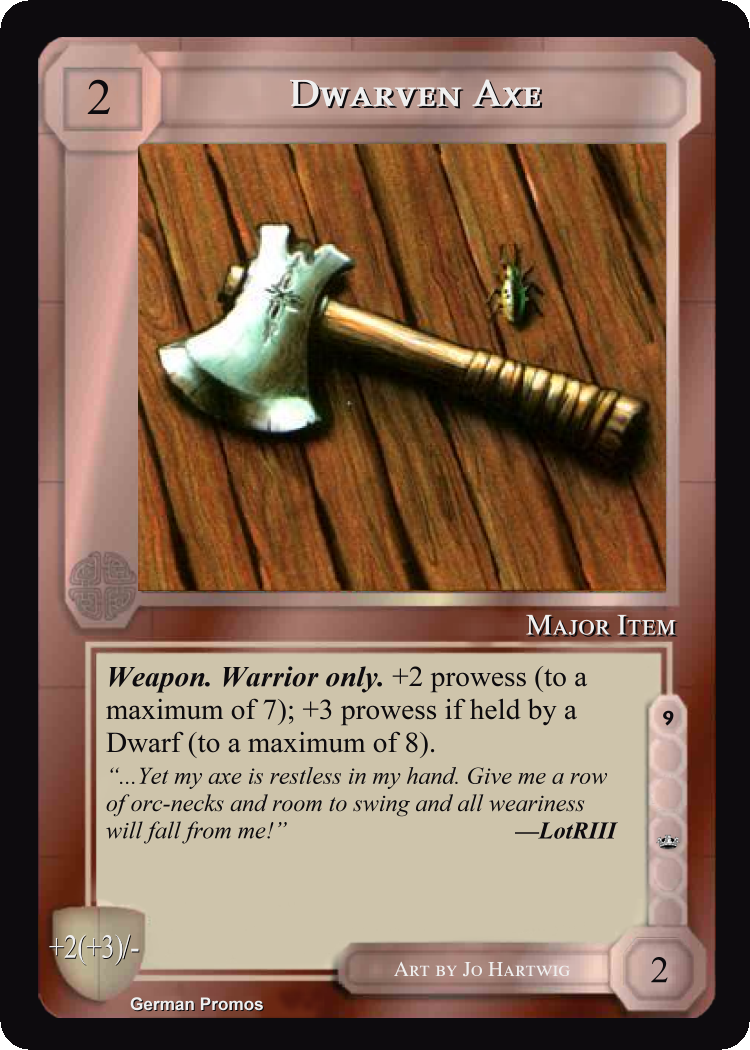 2
Dwarven Axe
Major Item
Weapon. Warrior only. +2 prowess (to a
maximum of 7); +3 prowess if held by a
Dwarf (to a maximum of 8).
“...Yet my axe is restless in my hand. Give me a row
of orc-necks and room to swing and all weariness
will fall from me!” —LotRIII
9
+2(+3)/-
Art by Jo Hartwig
2
German Promos